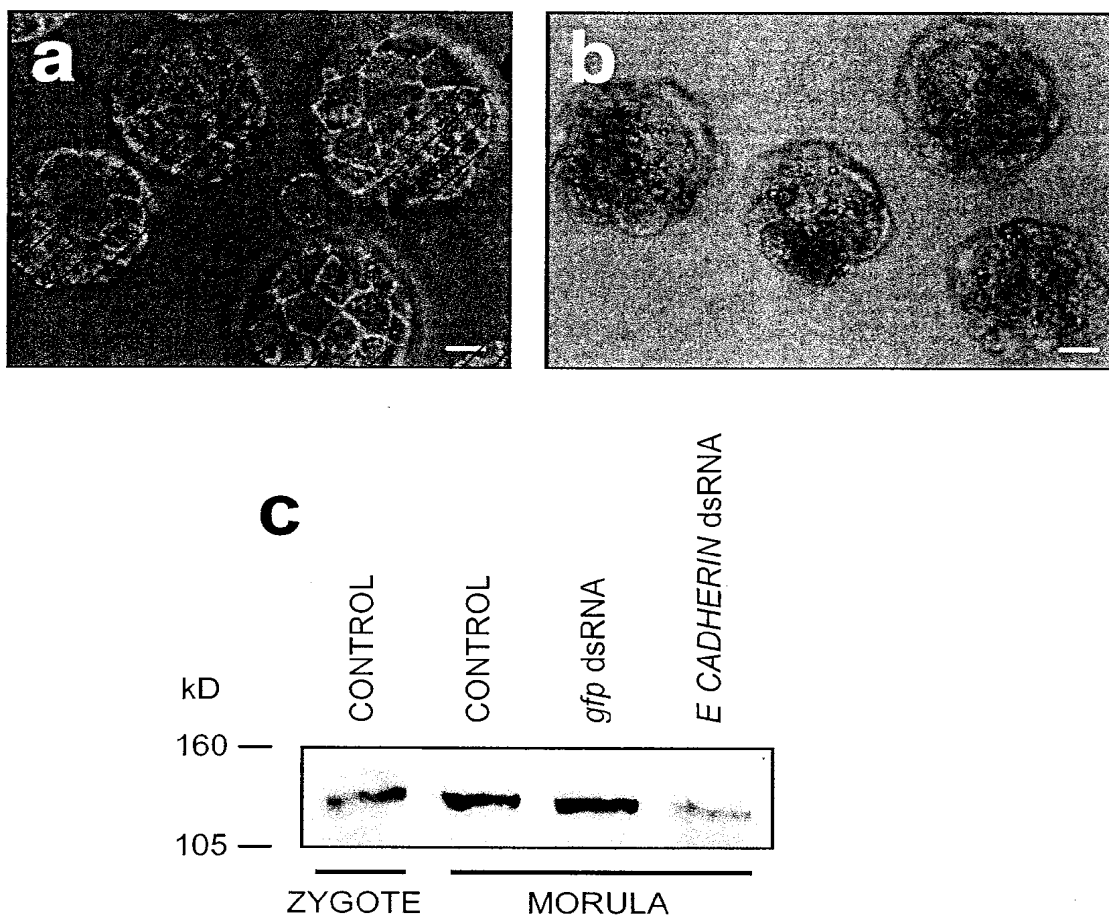 a
b
c
kD
CONTROL
CONTROL
gfp dsRNA
E CADHERIN dsRNA
160
105
ZYGOTE
MORULA